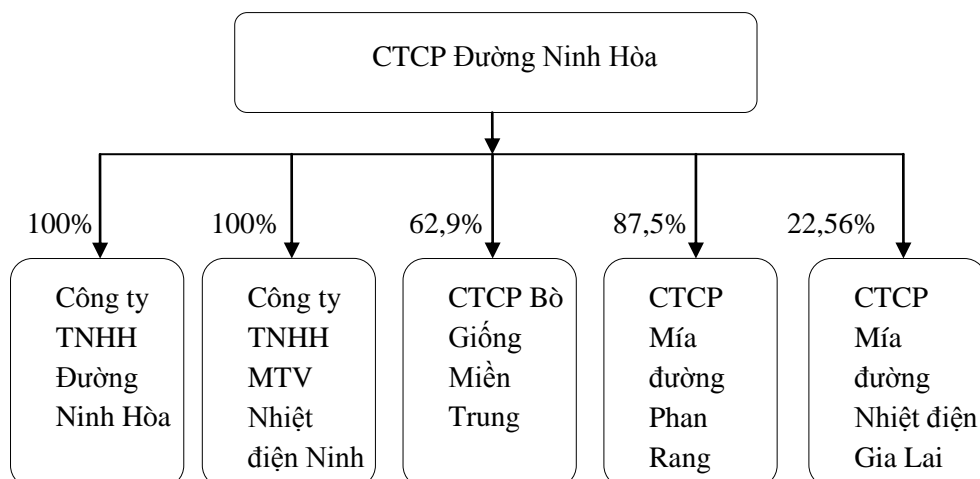 CTCP Đường Ninh Hòa
100%
100%
62,9%
87,5%
22,56%
Công ty
TNHH
Đường
Ninh Hòa
Công ty
TNHH
MTV
Nhiệt
điện Ninh
CTCP Bò
Giống
Miền
Trung
CTCP
Mía
đường
Phan
Rang
CTCP
Mía
đường
Nhiệt điện
Gia Lai